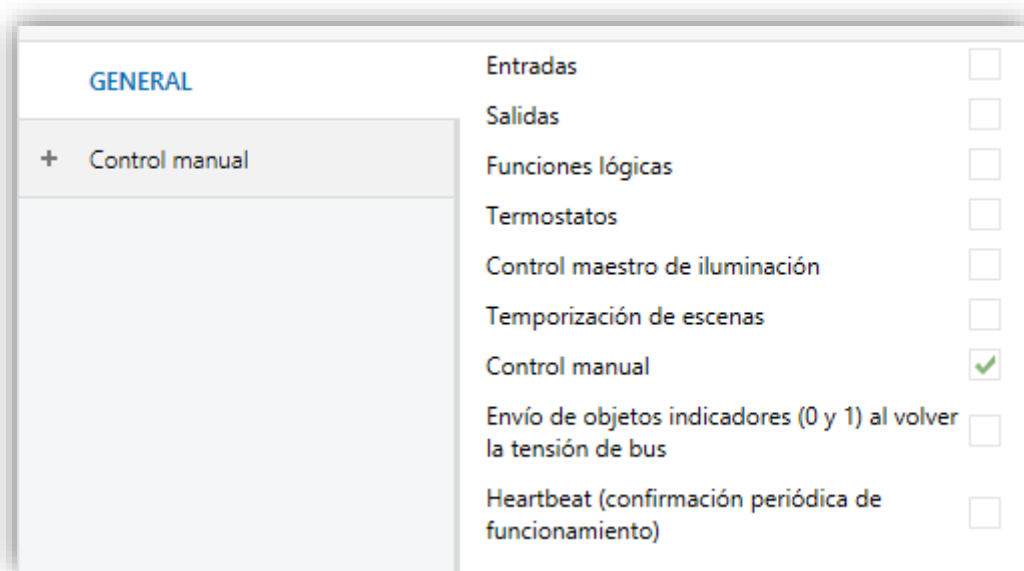 GENERAL
+ Control manual
Entradas
Salidas
Funciones lógicas
Termostatos
Control maestro de iluminación
Temporización de escenas
Control manual
Envío de objetos indicadores (0 y 1) al volver
la tensión de bus
Heartbeat (confirmación periódica de
funcionamiento)